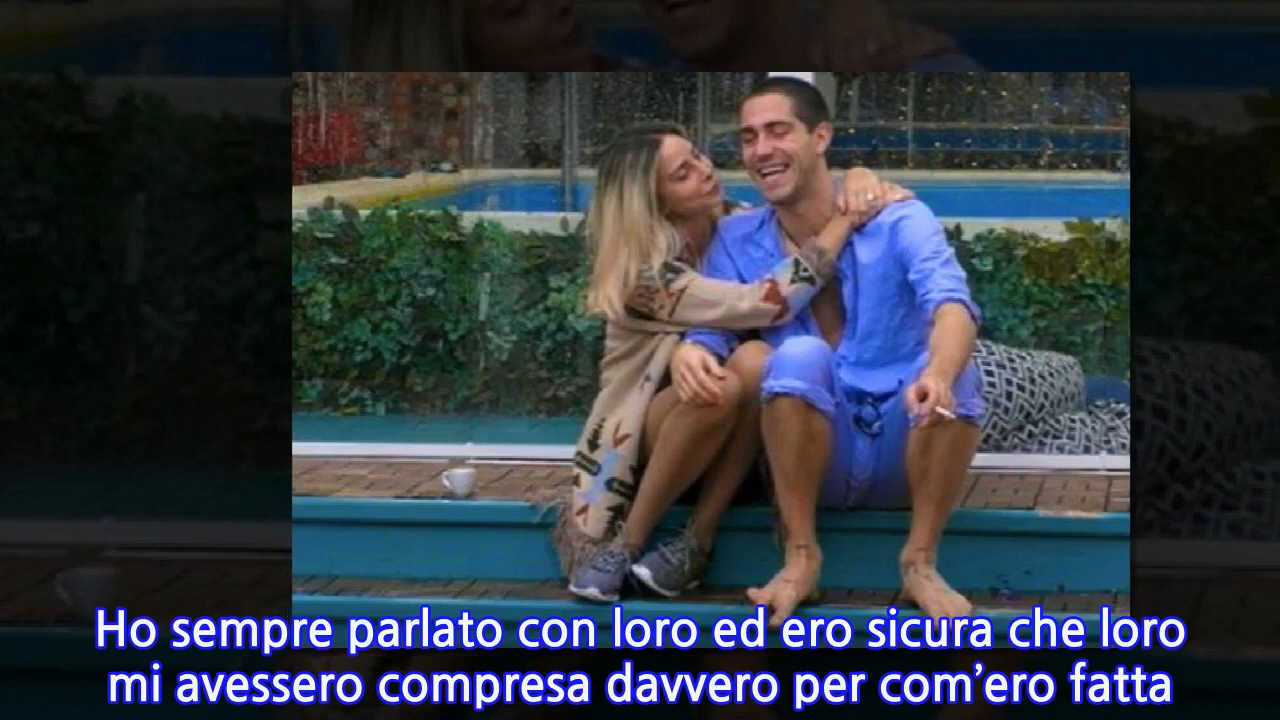 Ho sempre parlato con loro ed ero sicura che loro
mi avessero compresa davvero per com’ero fatta